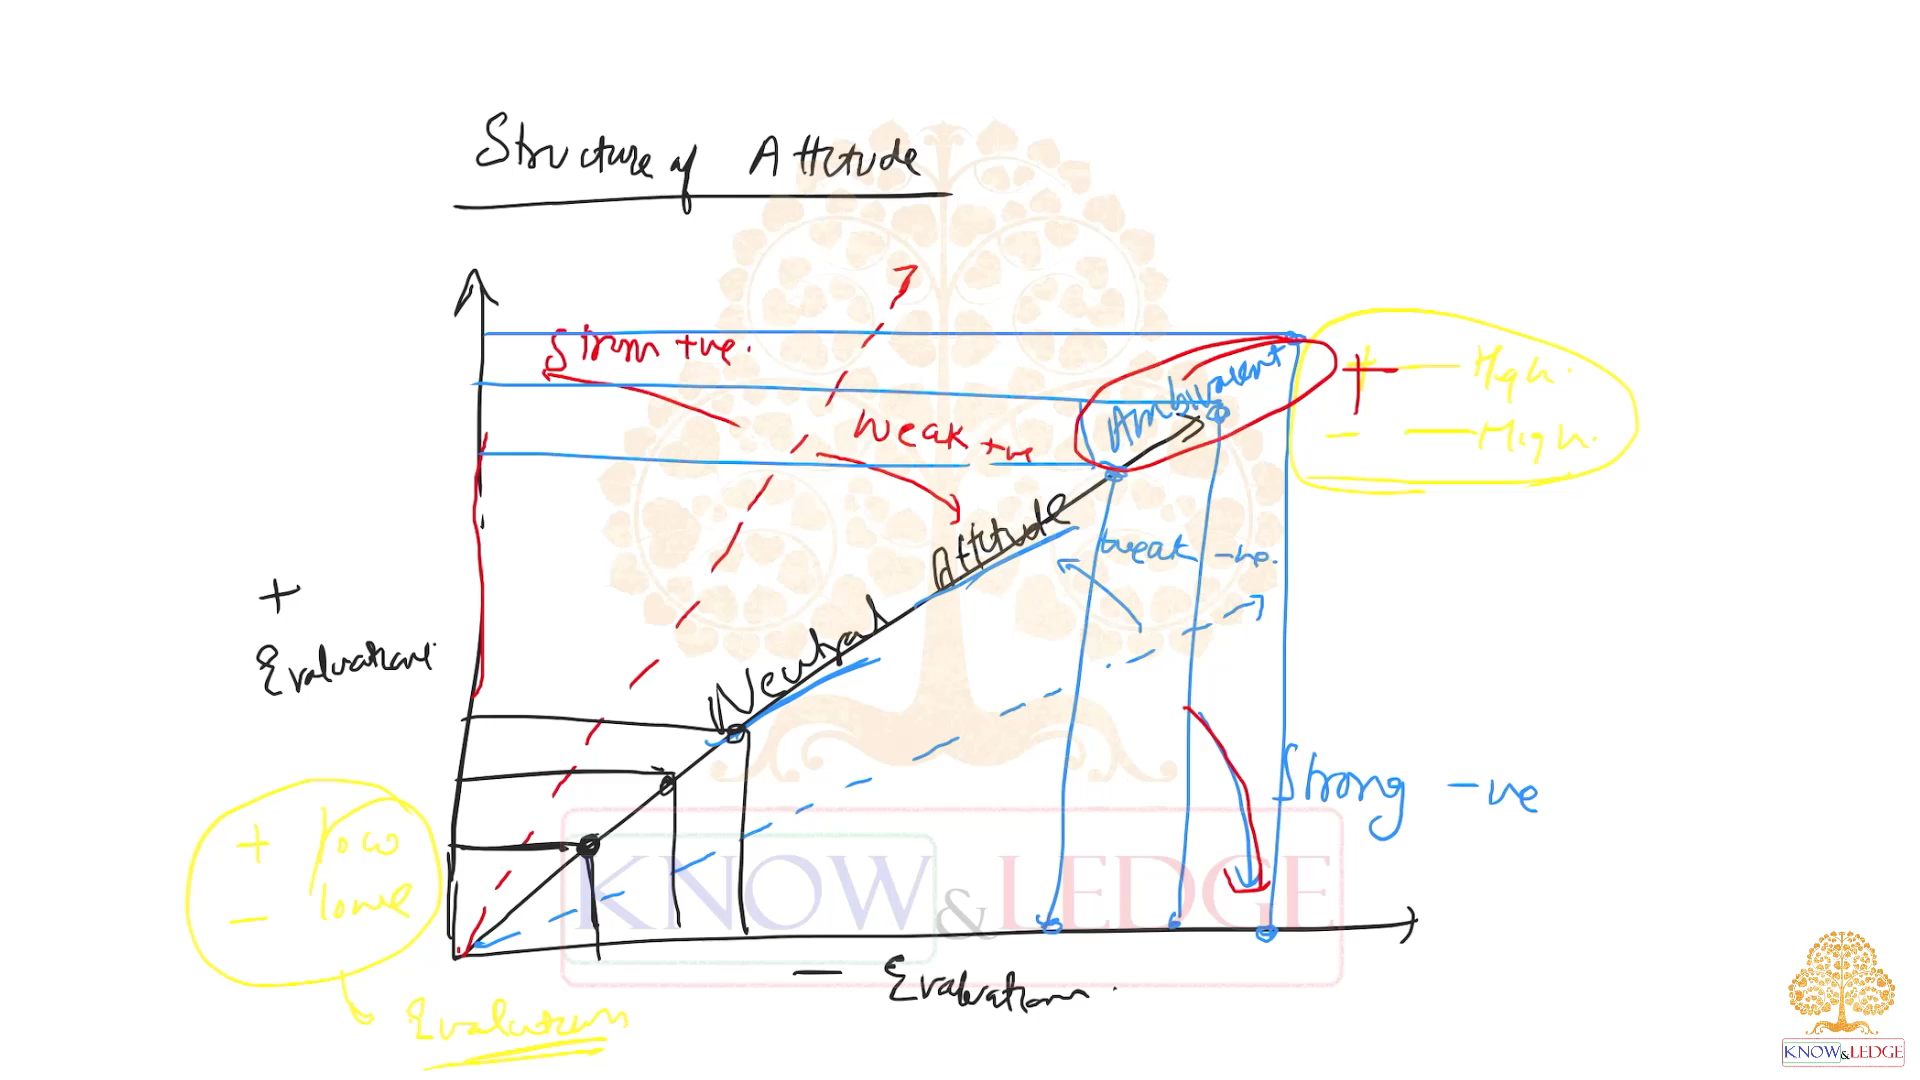 Structure of Attitude
Strong +ve.
Ambivalent
+ — High.
Weak +ve
- — High.
Attitude
Weak -ve.
+
Evaluation
Neutral
Strong -ve
+ low
- low
KNOW&LEDGE
- Evaluation
Evaluation
KNOW&LEDGE